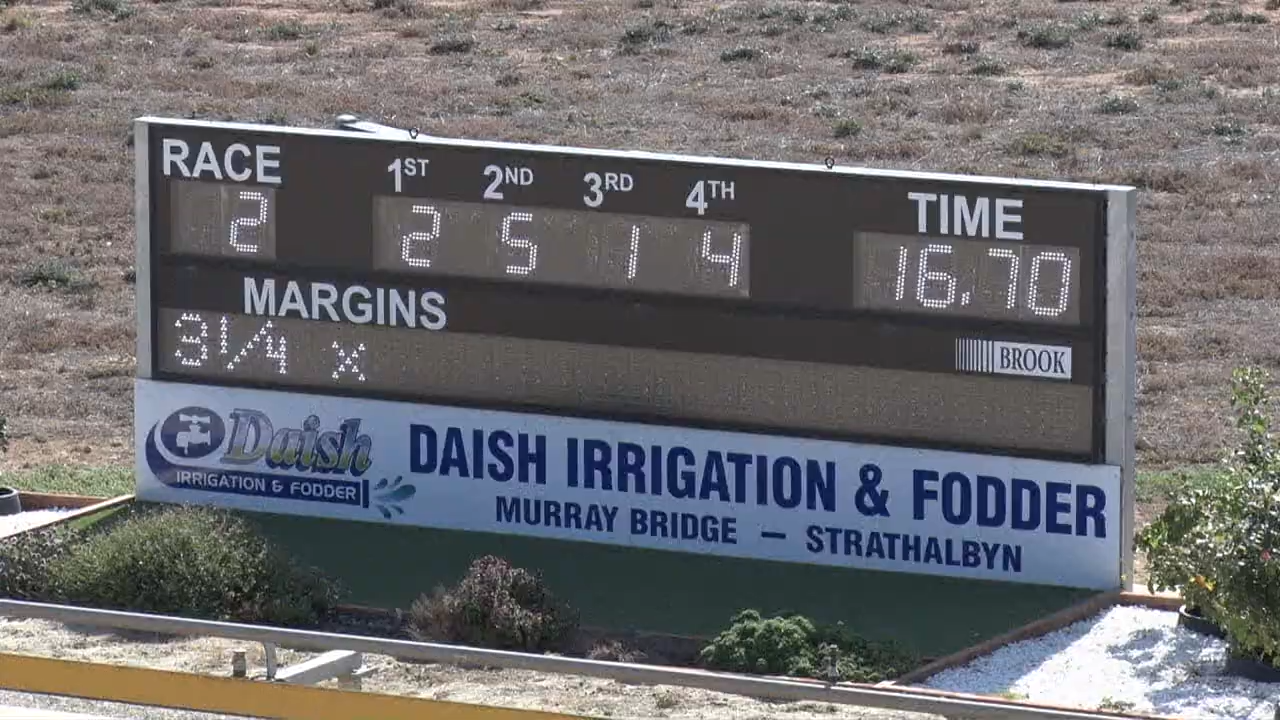 RACE 1ST 2ND 3RD 4TH TIME
2 2 5 1 4 16.70
MARGINS
3 1/4 x
BROOK
Daish
IRRIGATION & FODDER
DAISH IRRIGATION & FODDER
MURRAY BRIDGE – STRATHALBYN